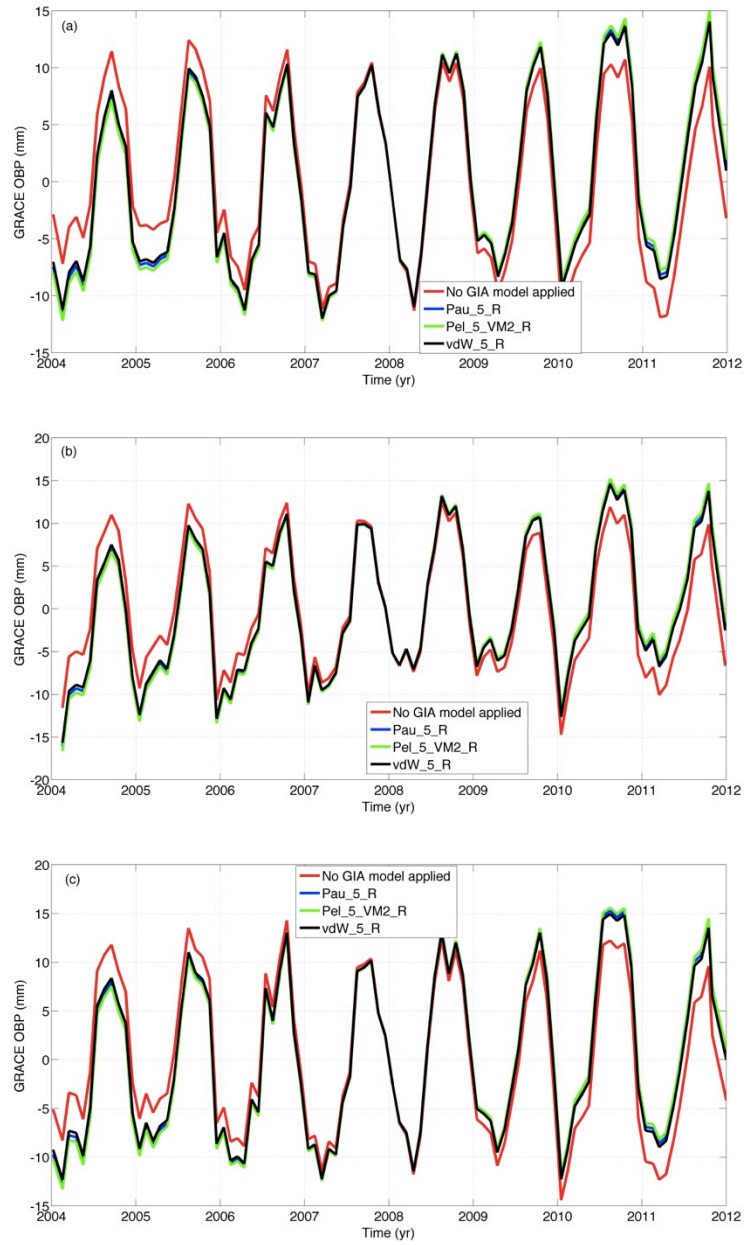 (a)
GRACE OBP (mm)
15
10
5
0
-5
-10
-15
No GIA model applied
Pau_5_R
Pel_5_VM2_R
vdW_5_R
2004 2005 2006 2007 2008 2009 2010 2011 2012
Time (yr)
(b)
GRACE OBP (mm)
20
15
10
5
0
-5
-10
-15
-20
No GIA model applied
Pau_5_R
Pel_5_VM2_R
vdW_5_R
2004 2005 2006 2007 2008 2009 2010 2011 2012
Time (yr)
(c)
GRACE OBP (mm)
20
15
10
5
0
-5
-10
-15
No GIA model applied
Pau_5_R
Pel_5_VM2_R
vdW_5_R
2004 2005 2006 2007 2008 2009 2010 2011 2012
Time (yr)